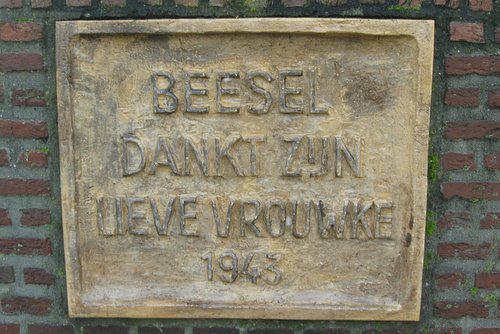 BEESEL
DANKT ZIJN
LIEVE VROUWKE
1943